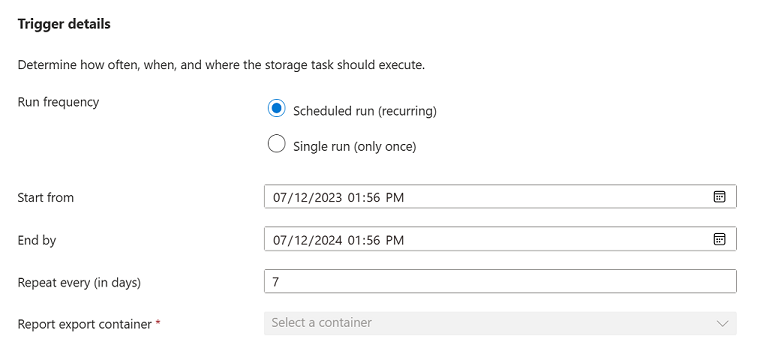 Trigger details
Determine how often, when, and where the storage task should execute.
Run frequency
Scheduled run (recurring)
Single run (only once)
Start from
07/12/2023 01:56 PM
End by
07/12/2024 01:56 PM
Repeat every (in days)
7
Report export container *
Select a container